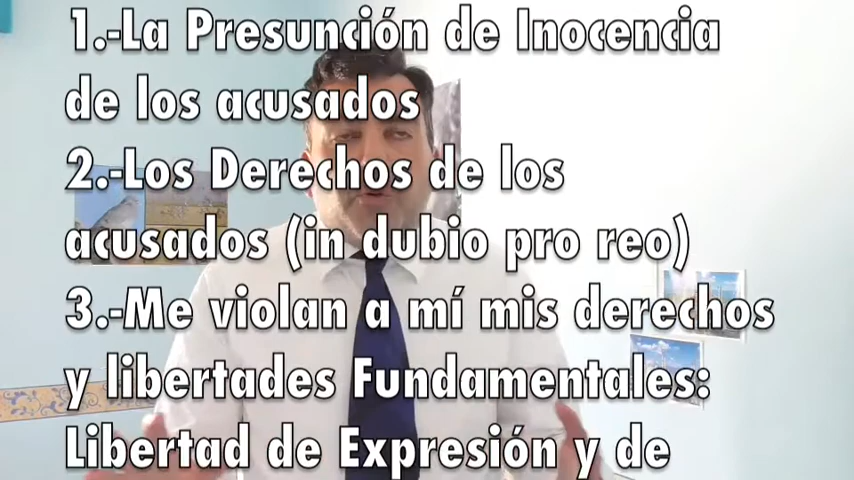 1.-La Presunción de Inocencia
de los acusados
2.-Los Derechos de los
acusados (in dubio pro reo)
3.-Me violan a mí mis derechos
y libertades Fundamentales:
Libertad de Expresión y de